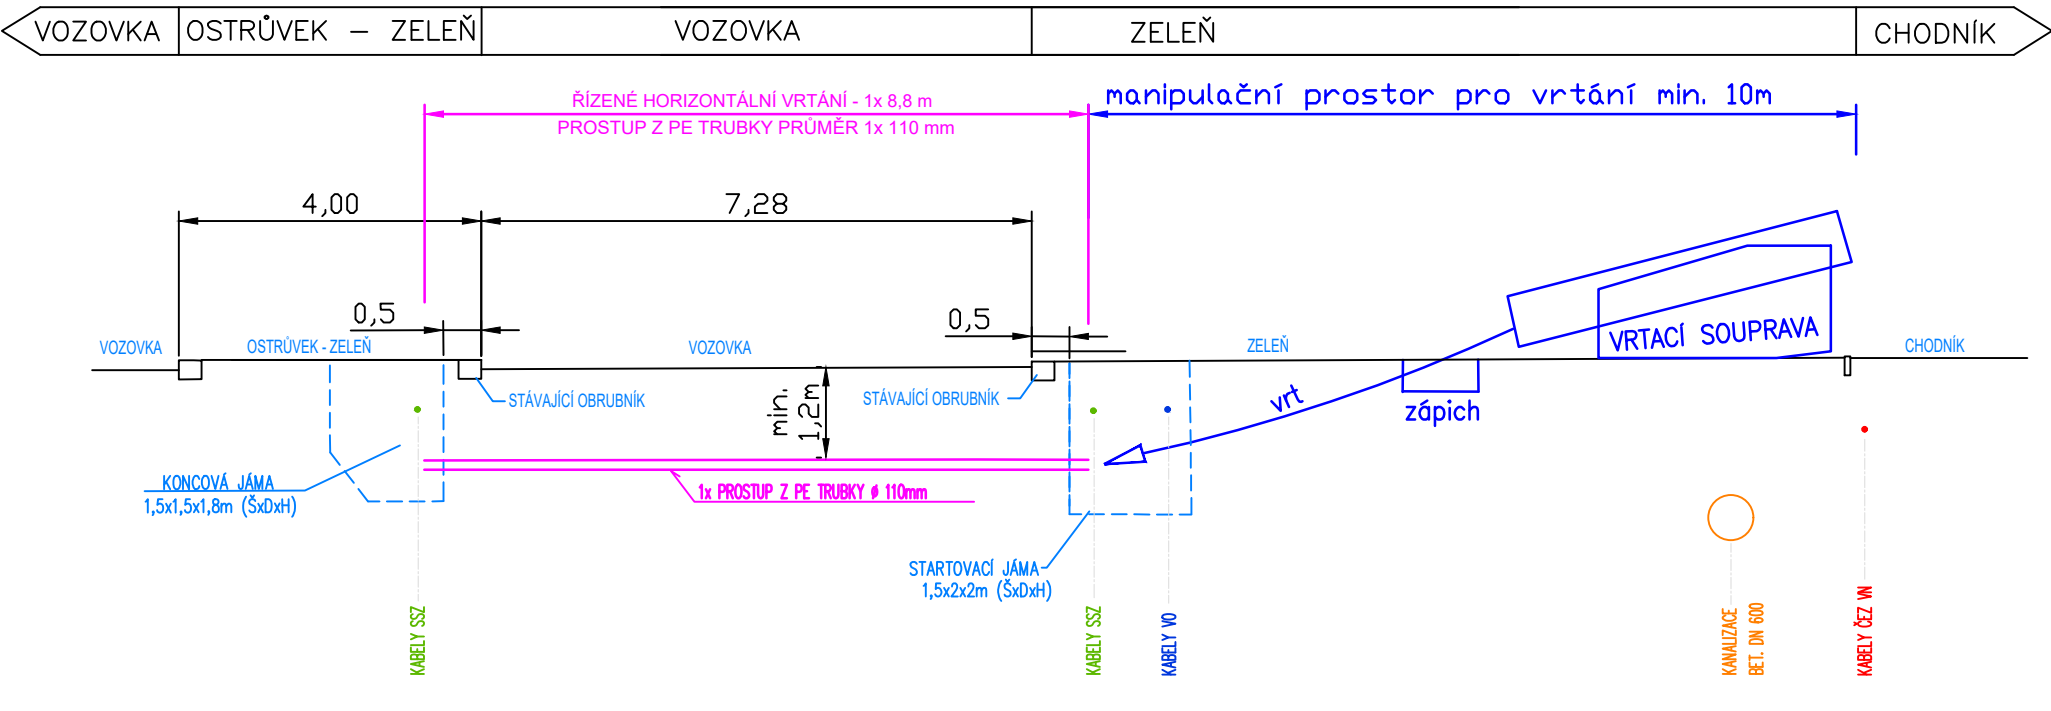 VOZOVKA
OSTRŮVEK - ZELEŇ
VOZOVKA
ZELEŇ
CHODNÍK
ŘÍZENÉ HORIZONTÁLNÍ VRTÁNÍ - 1x 8,8 m
PROSTUP Z PE TRUBKY PRŮMĚR 1x 110 mm
manipulační prostor pro vrtání min. 10m
4,00
7,28
0,5
0,5
VOZOVKA
OSTRŮVEK - ZELEŇ
VOZOVKA
ZELEŇ
VRTACÍ SOUPRAVA
CHODNÍK
STÁVAJÍCÍ OBRUBNÍK
STÁVAJÍCÍ OBRUBNÍK
min.
1,2m
vrt
zápich
KONCOVÁ JÁMA
1,5x1,5x1,8m (ŠxDxH)
1x PROSTUP Z PE TRUBKY ø 110mm
STARTOVACÍ JÁMA
1,5x2x2m (ŠxDxH)
KABELY SSZ
KABELY SSZ
KABELY VO
KANALIZACE
BET. DN 600
KABELY ČEZ VN